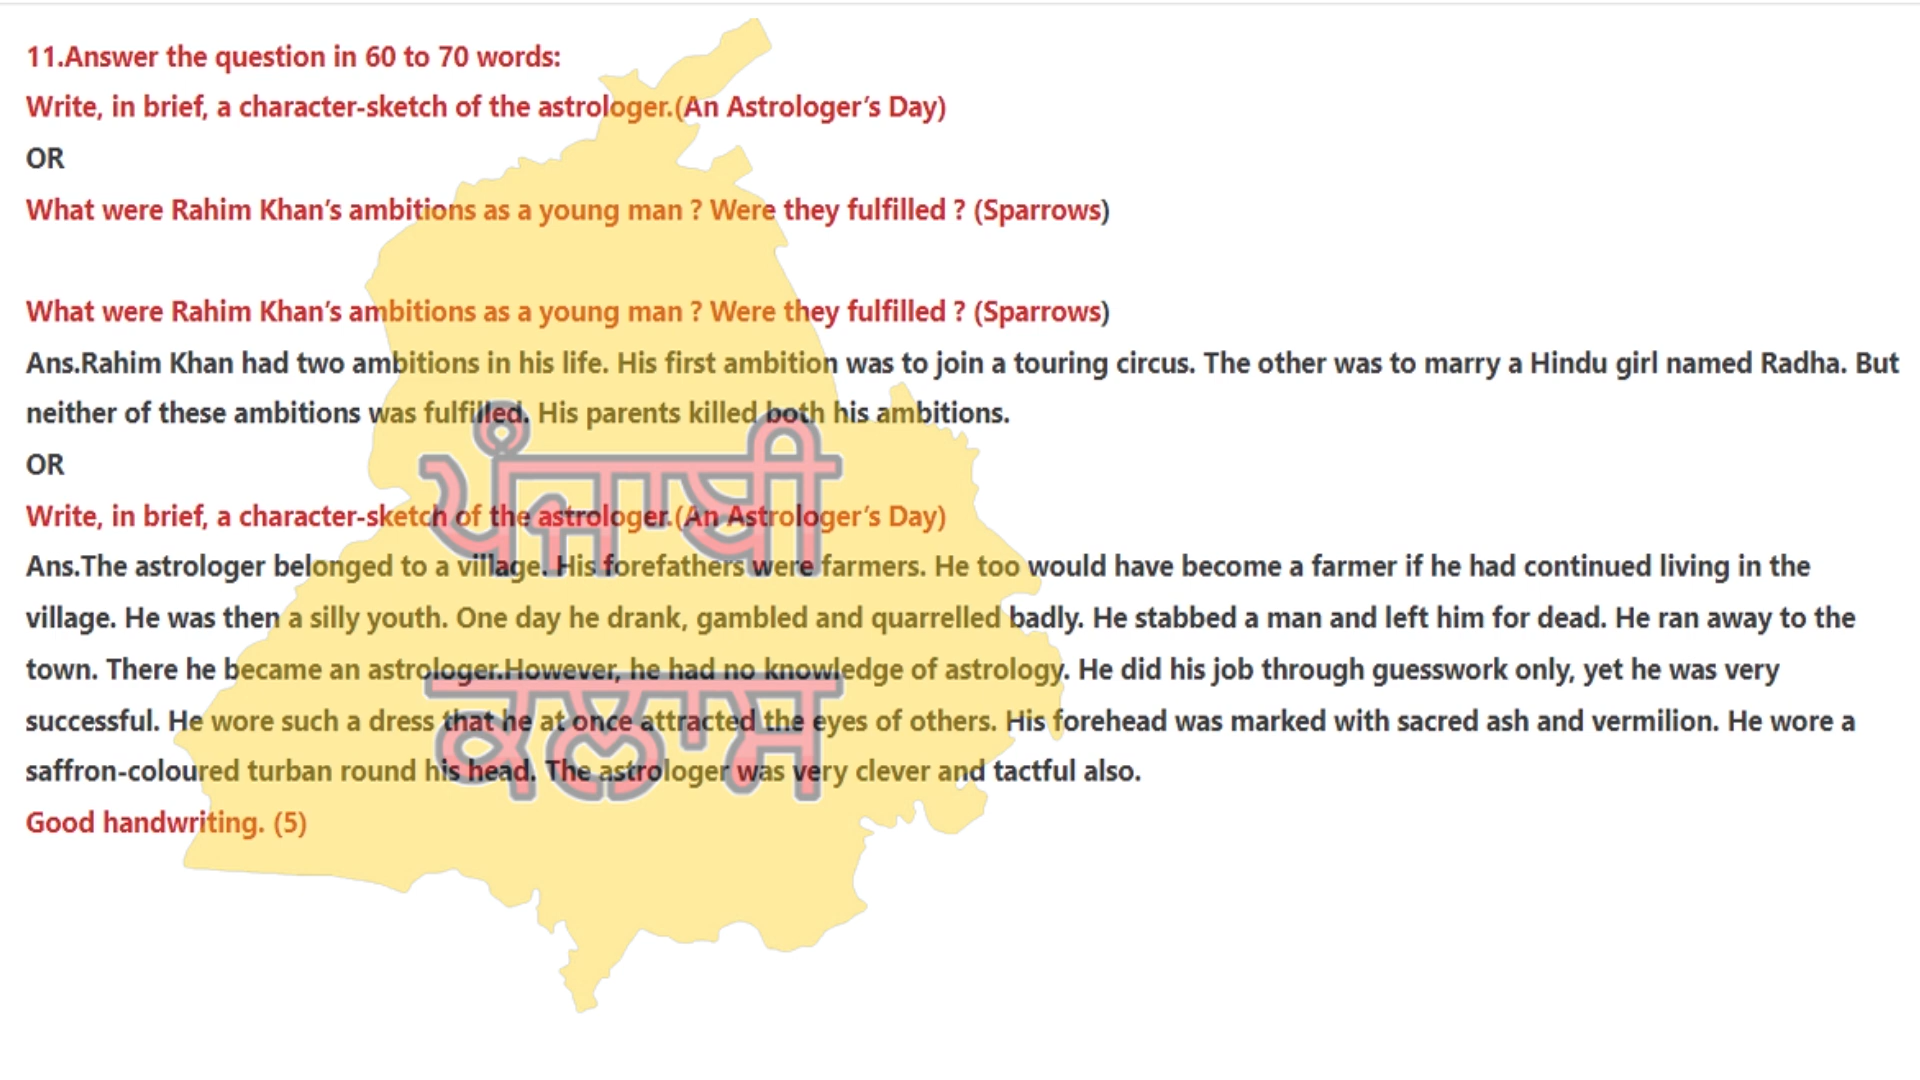 11.Answer the question in 60 to 70 words:
Write, in brief, a character-sketch of the astrologer.(An Astrologer’s Day)
OR
What were Rahim Khan’s ambitions as a young man ? Were they fulfilled ? (Sparrows)
What were Rahim Khan’s ambitions as a young man ? Were they fulfilled ? (Sparrows)
Ans.Rahim Khan had two ambitions in his life. His first ambition was to join a touring circus. The other was to marry a Hindu girl named Radha. But
neither of these ambitions was fulfilled. His parents killed both his ambitions.
OR
Write, in brief, a character-sketch of the astrologer.(An Astrologer’s Day)
Ans.The astrologer belonged to a village. His forefathers were farmers. He too would have become a farmer if he had continued living in the
village. He was then a silly youth. One day he drank, gambled and quarrelled badly. He stabbed a man and left him for dead. He ran away to the
town. There he became an astrologer.However, he had no knowledge of astrology. He did his job through guesswork only, yet he was very
successful. He wore such a dress that he at once attracted the eyes of others. His forehead was marked with sacred ash and vermilion. He wore a
saffron-coloured turban round his head. The astrologer was very clever and tactful also.
Good handwriting. (5)
ਪੰਜਾਬੀ
ਕਲਾਸ